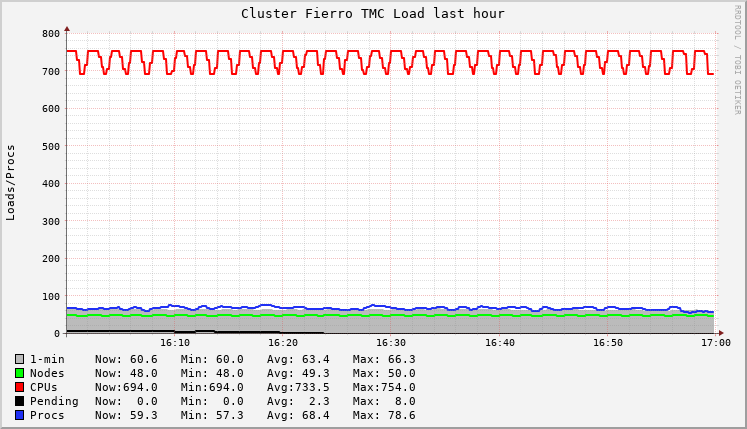 Cluster Fierro TMC Load last hour
RRDTOOL / TOBI OETIKER
Loads/Procs
800
700
600
500
400
300
200
100
0
16:10 16:20 16:30 16:40 16:50 17:00
1-min Now: 60.6 Min: 60.0 Avg: 63.4 Max: 66.3
Nodes Now: 48.0 Min: 48.0 Avg: 49.3 Max: 50.0
CPUs Now:694.0 Min:694.0 Avg:733.5 Max:754.0
Pending Now: 0.0 Min: 0.0 Avg: 2.3 Max: 8.0
Procs Now: 59.3 Min: 57.3 Avg: 68.4 Max: 78.6